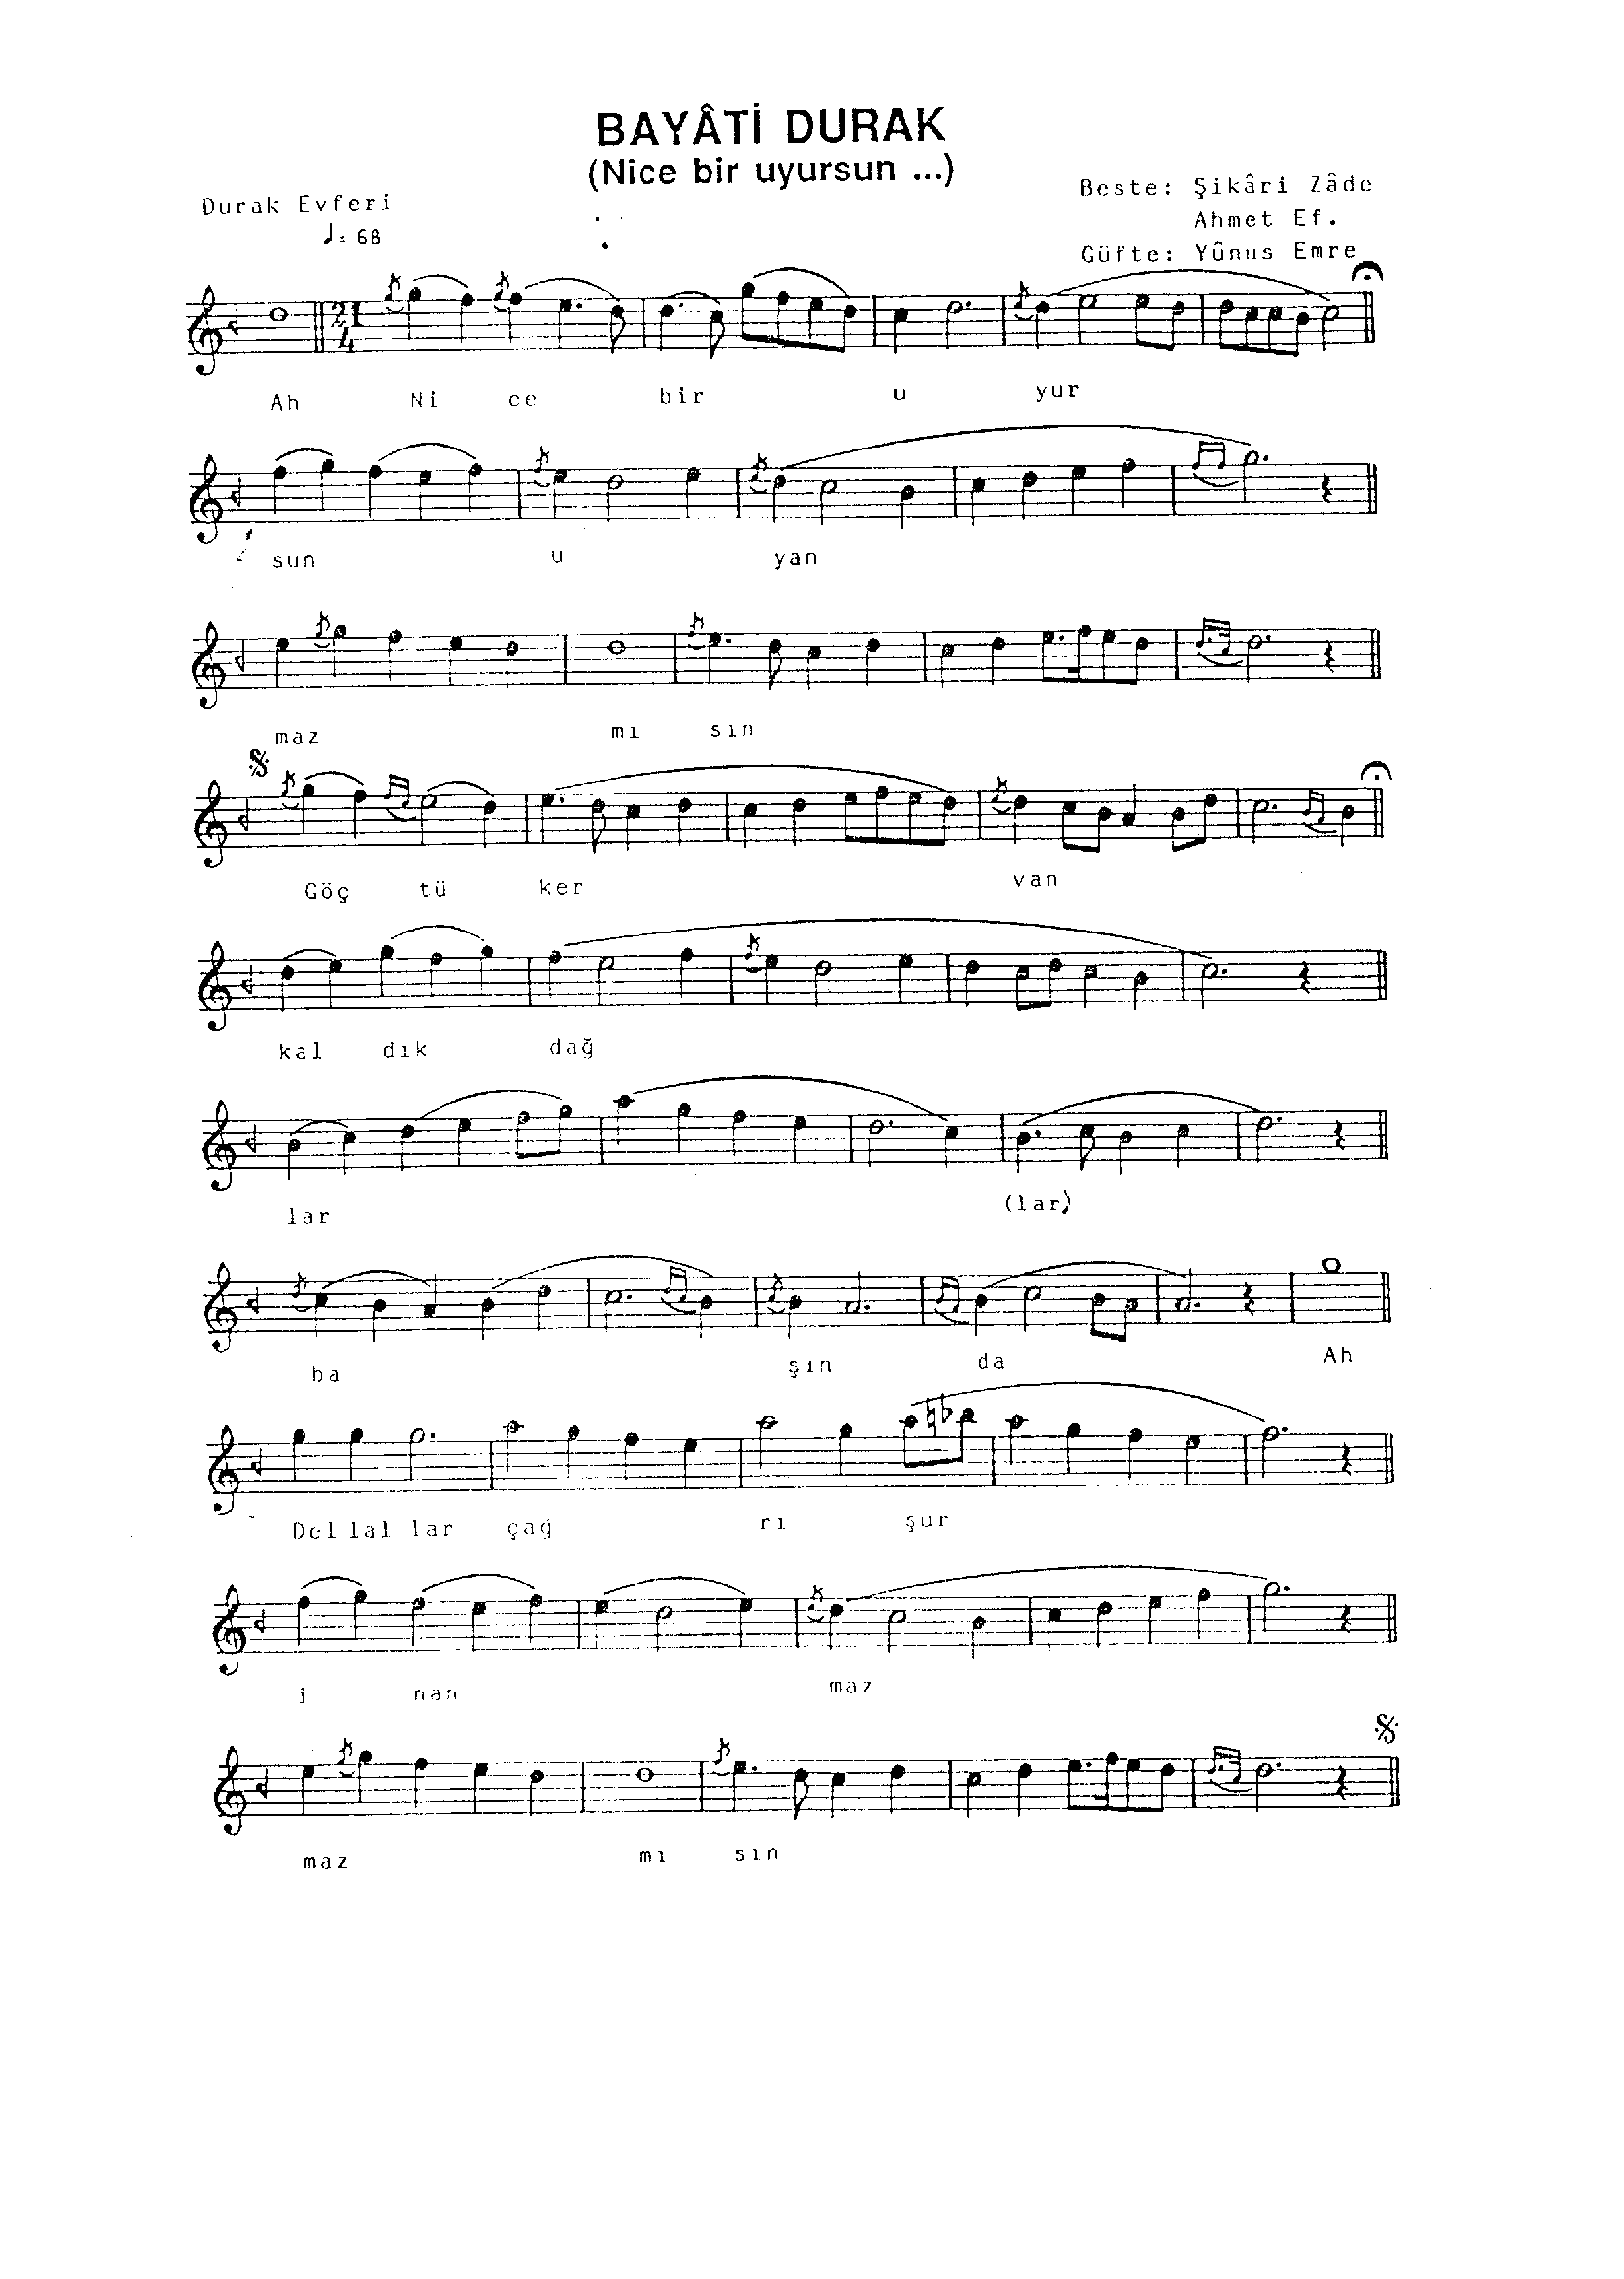 BAYÂTİ DURAK
(Nice bir uyursun ...)
Durak Evferi
Beste: Şikâri Zâde
Ahmet Ef.
♩: 68
Güfte: Yûnus Emre
21
4
Ah Ni ce bir u yur
sun u yan
maz mı sın
Göç tü ker van
kal dık dağ
lar (lar)
ba şın da Ah
Del lal lar çağ rı şur
i nan maz
maz mı sın